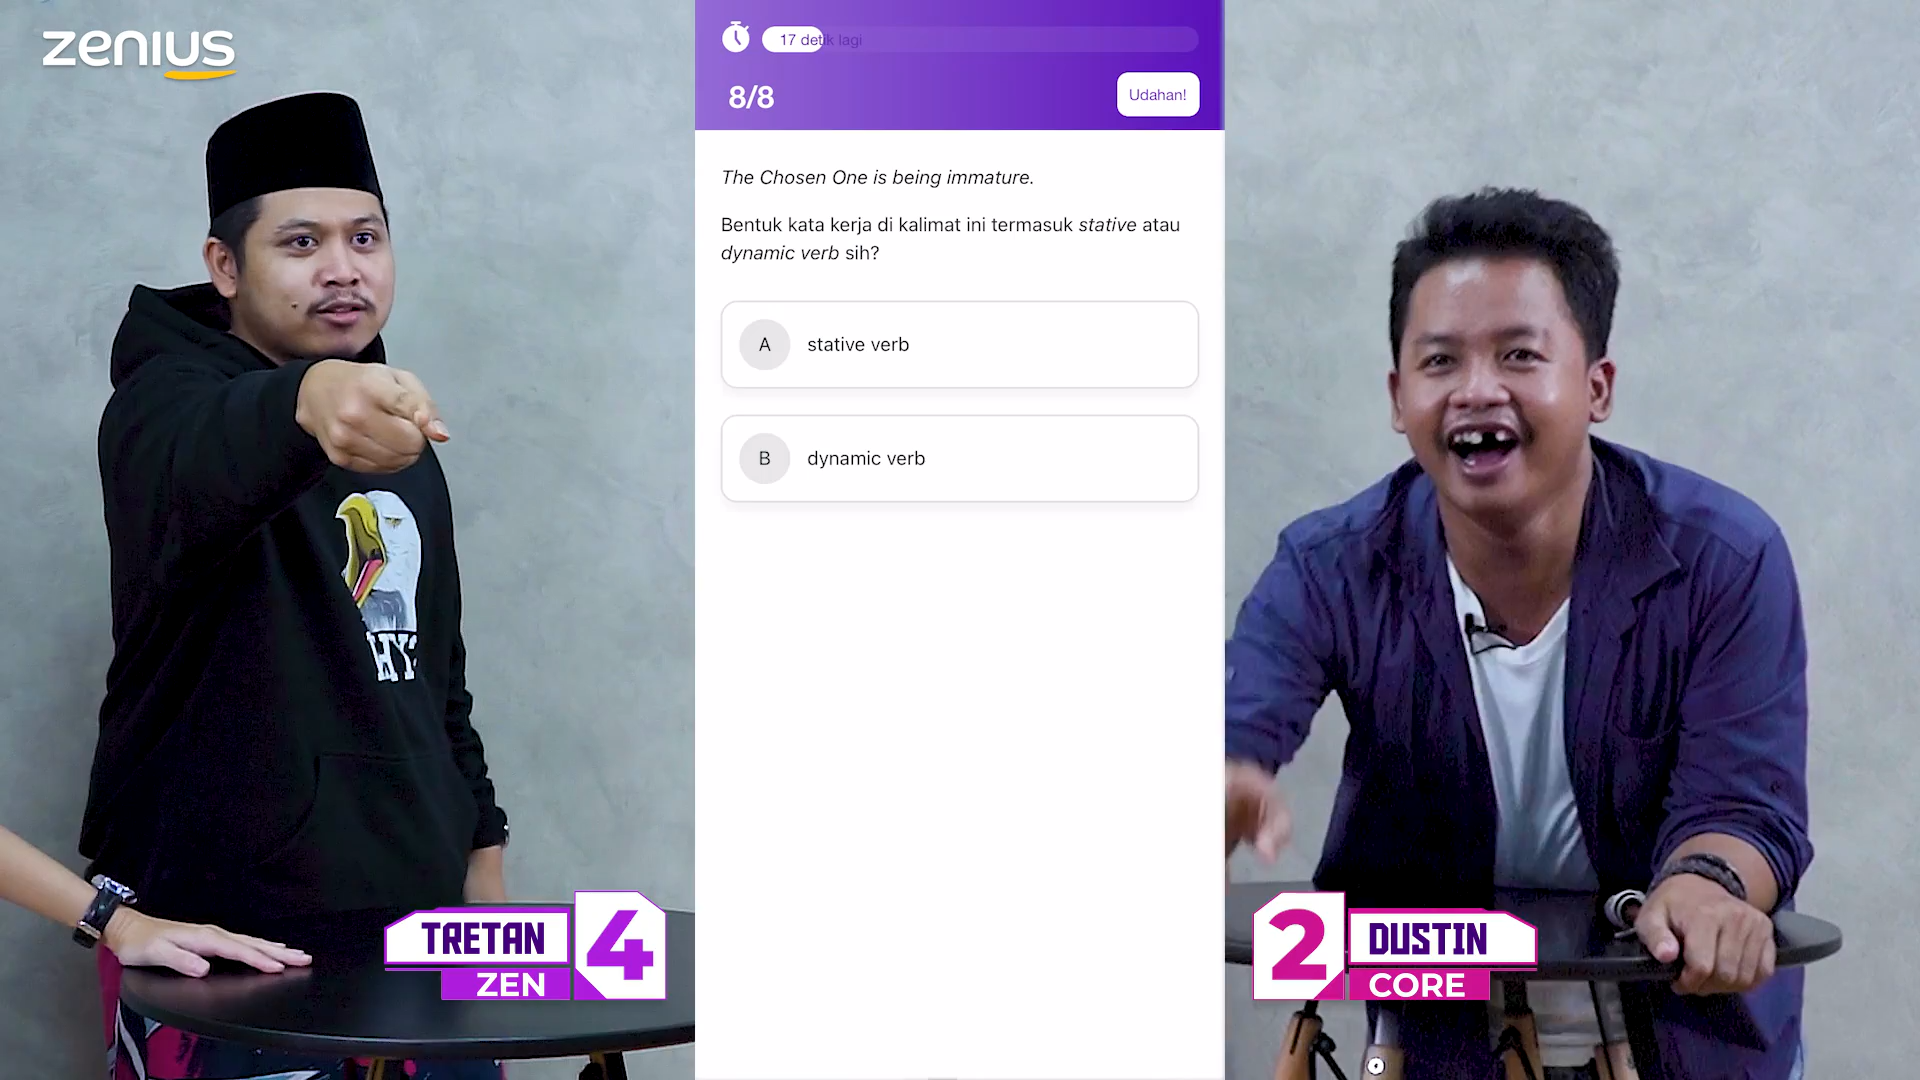 zenius
17 detik lagi
8/8
Udahan!
The Chosen One is being immature.
Bentuk kata kerja di kalimat ini termasuk stative atau
dynamic verb sih?
A stative verb
B dynamic verb
TRETAN
ZEN
4
2
DUSTIN
CORE